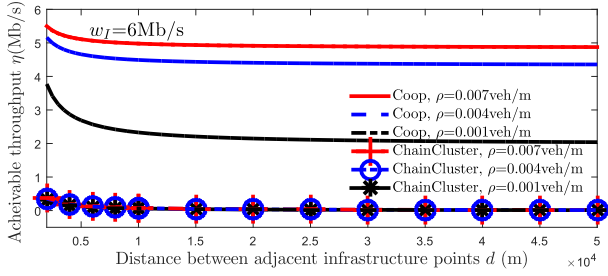 6
5
4
3
2
1
0
Acheivable throughput η(Mb/s)
w_I=6Mb/s
Coop, ρ=0.007veh/m
Coop, ρ=0.004veh/m
Coop, ρ=0.001veh/m
ChainCluster, ρ=0.007veh/m
ChainCluster, ρ=0.004veh/m
ChainCluster, ρ=0.001veh/m
0.5 1 1.5 2 2.5 3 3.5 4 4.5 5
Distance between adjacent infrastructure points d (m)
×10⁴